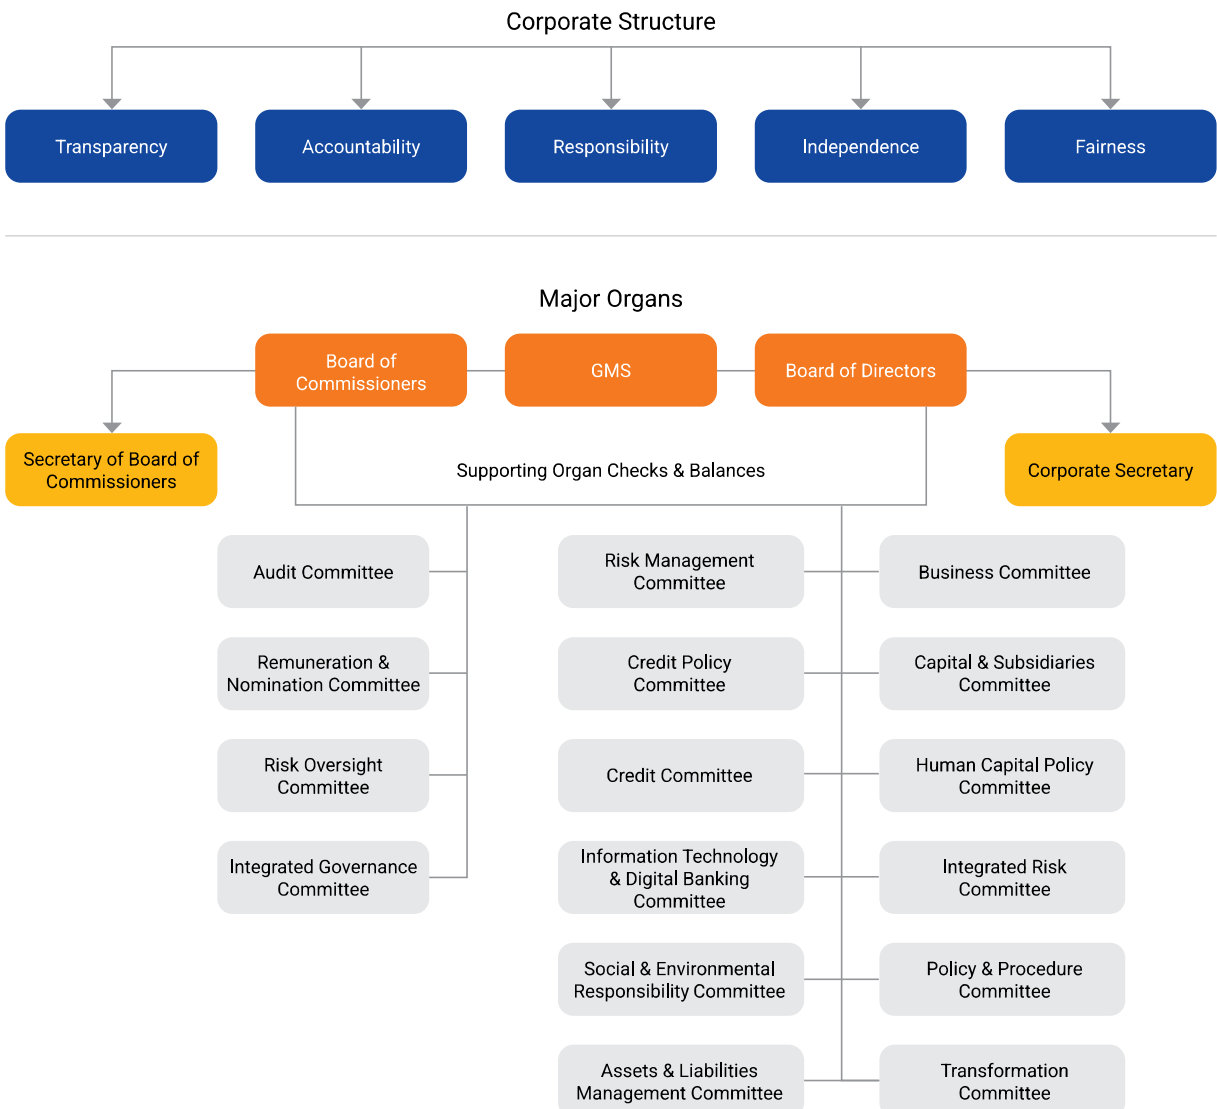 Corporate Structure
Transparency
Accountability
Responsibility
Independence
Fairness
Major Organs
Board of
Commissioners
GMS
Board of Directors
Secretary of Board of
Commissioners
Supporting Organ Checks & Balances
Corporate Secretary
Audit Committee
Risk Management
Committee
Business Committee
Remuneration &
Nomination Committee
Credit Policy
Committee
Capital & Subsidiaries
Committee
Risk Oversight
Committee
Credit Committee
Human Capital Policy
Committee
Integrated Governance
Committee
Information Technology
& Digital Banking
Committee
Integrated Risk
Committee
Social & Environmental
Responsibility Committee
Policy & Procedure
Committee
Assets & Liabilities
Management Committee
Transformation
Committee